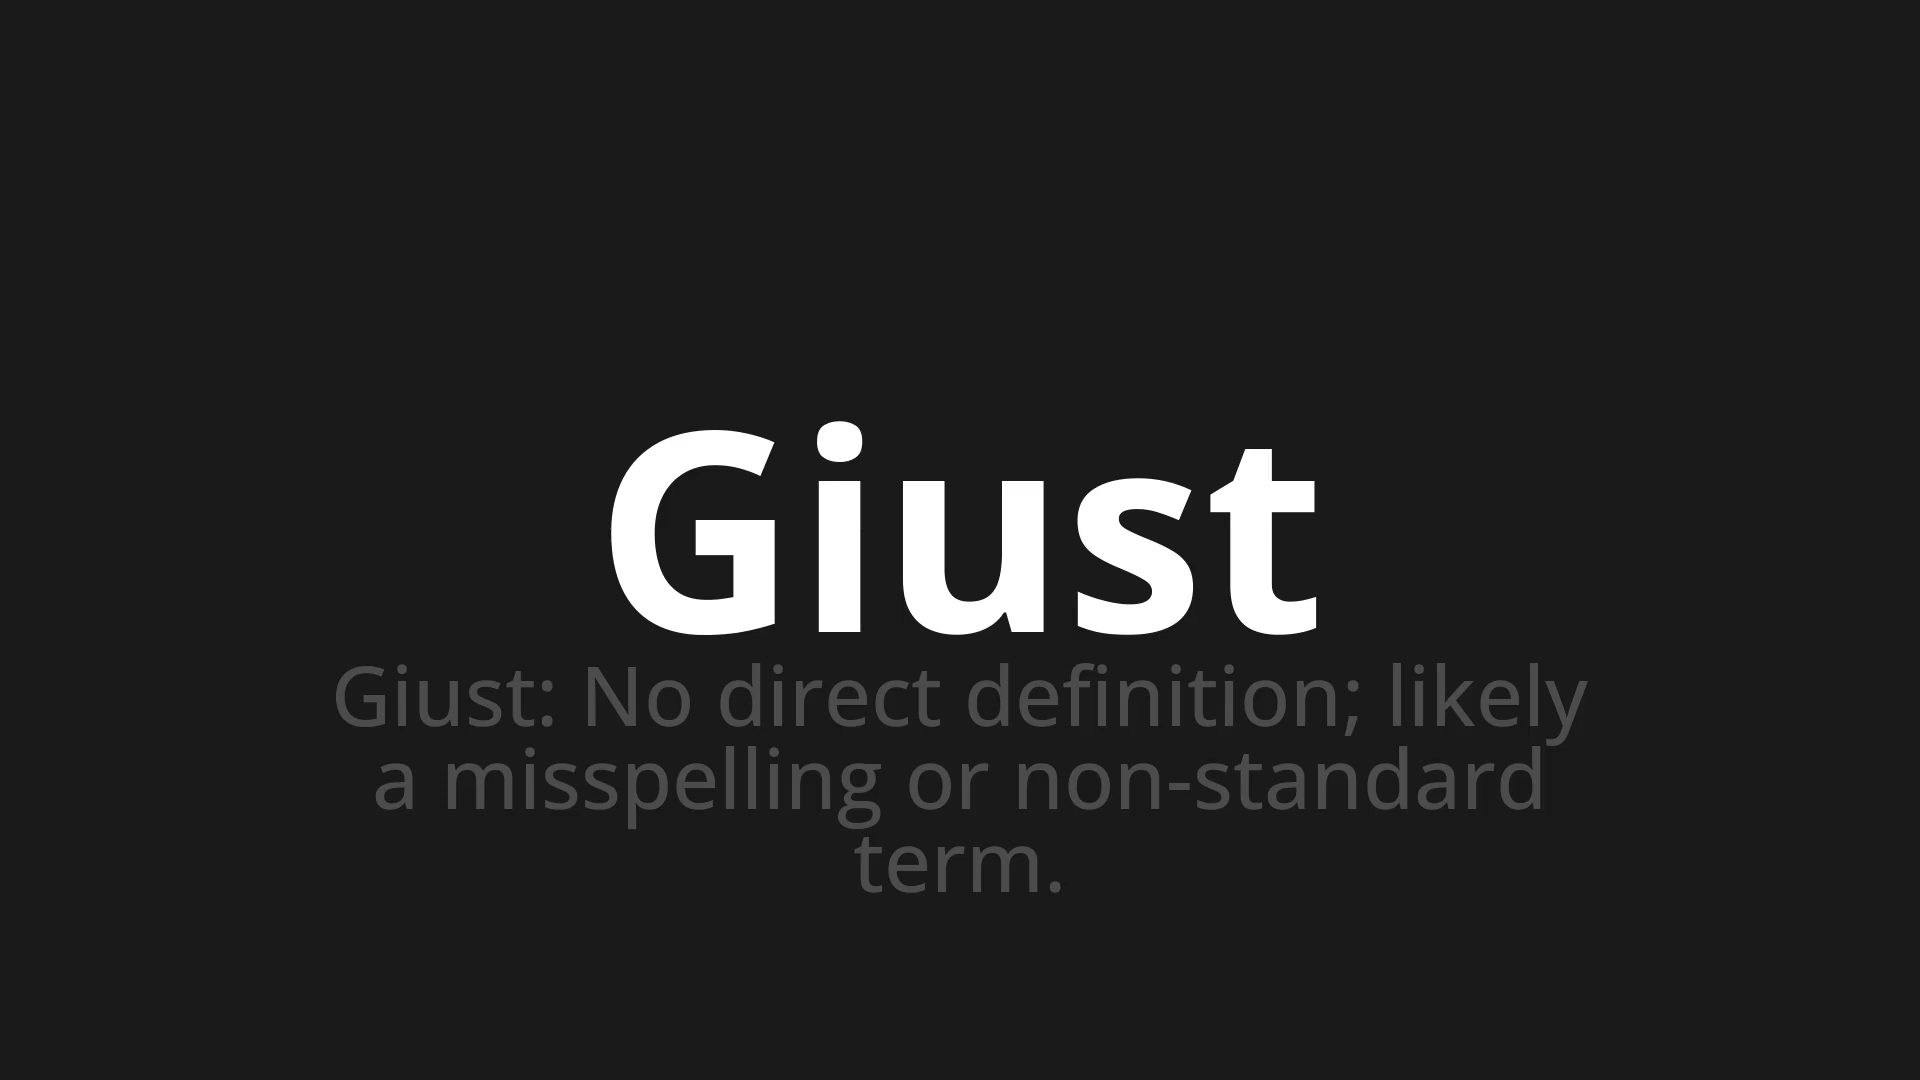 Giust
Giust: No direct definition; likely
a misspelling or non-standard
term.